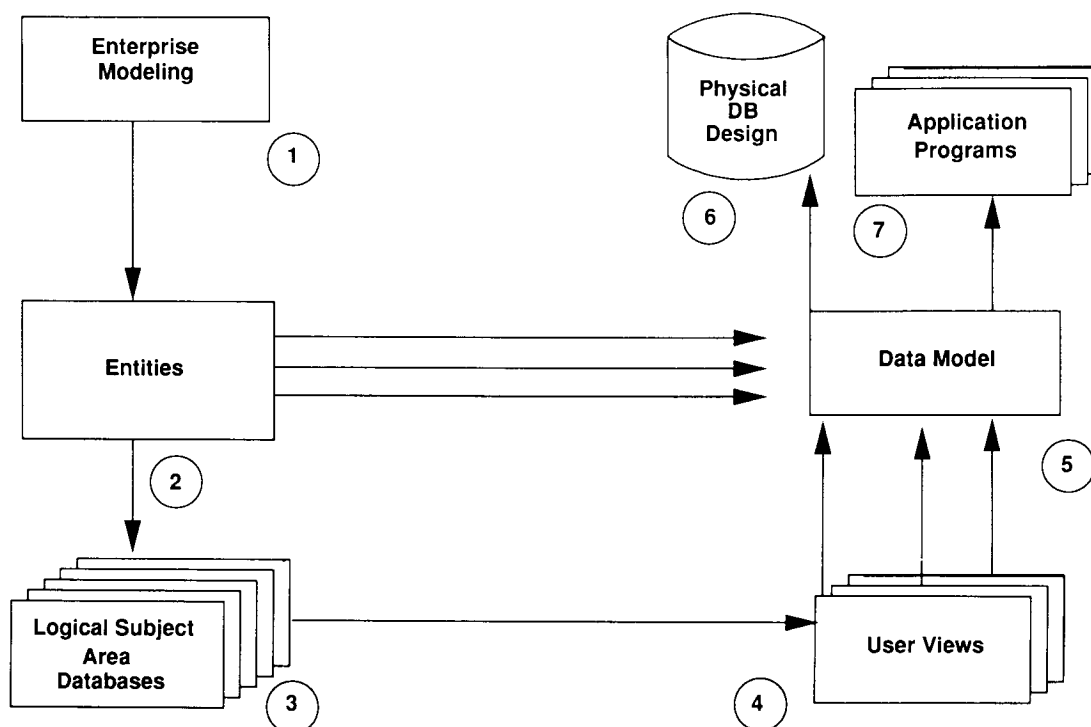 Enterprise
Modeling
1
Physical
DB
Design
Application
Programs
6
7
Entities
Data Model
2
5
Logical Subject
Area
Databases
User Views
3
4